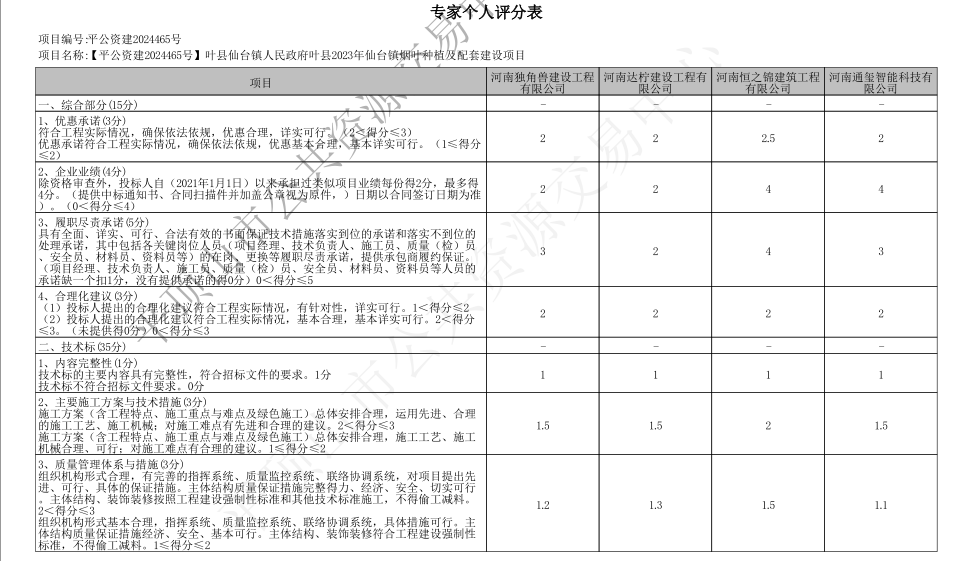 专家个人评分表
项目编号:平公资建2024465号
项目名称:【平公资建2024465号】叶县仙台镇人民政府叶县2023年仙台镇烟叶种植及配套建设项目
项目 河南独角兽建设工程有限公司 河南达柠建设工程有限公司 河南恒之锦建筑工程有限公司 河南通玺智能科技有限公司
一、综合部分(15分) - - - -
1、优惠承诺(3分)
符合工程实际情况，确保依法依规，优惠合理，详实可行。（2＜得分≤3）
优惠承诺符合工程实际情况，确保依法依规，优惠基本合理，基本详实可行。（1≤得分
≤2）
2 2 2.5 2
2、企业业绩(4分)
除资格审查外，投标人自（2021年1月1日）以来承担过类似项目业绩每份得2分，最多得
4分。（提供中标通知书、合同扫描件并加盖公章视为原件，）日期以合同签订日期为准
）。（0＜得分≤4）
2 2 4 4
3、履职尽责承诺(5分)
具有全面、详实、可行、合法有效的书面保证技术措施落实到位的承诺和落实不到位的
处理承诺，其中包括各关键岗位人员（项目经理、技术负责人、施工员、质量（检）员
、安全员、材料员、资料员等）的在岗、更换等履职尽责承诺，提供承包商履约保证。
（项目经理、技术负责人、施工员、质量（检）员、安全员、材料员、资料员等人员的
承诺缺一个扣1分，没有提供承诺的得0分）0＜得分≤5
3 2 4 3
4、合理化建议(3分)
（1）投标人提出的合理化建议符合工程实际情况，有针对性，详实可行。1＜得分≤2
（2）投标人提出的合理化建议符合工程实际情况，基本合理，基本详实可行。2＜得分
≤3。（未提供得0分）0＜得分≤3
2 2 2 2
二、技术标(35分) - - - -
1、内容完整性(1分)
技术标的主要内容具有完整性，符合招标文件的要求。1分
技术标不符合招标文件要求。0分
1 1 1 1
2、主要施工方案与技术措施(3分)
施工方案（含工程特点、施工重点与难点及绿色施工）总体安排合理，运用先进、合理
的施工工艺、施工机械；对施工难点有先进和合理的建议。2＜得分≤3
施工方案（含工程特点、施工重点与难点及绿色施工）总体安排合理，施工工艺、施工
机械合理、可行；对施工难点有合理的建议。1≤得分≤2
1.5 1.5 2 1.5
3、质量管理体系与措施(3分)
组织机构形式合理，有完善的指挥系统、质量监控系统、联络协调系统，对项目提出先
进、可行、具体的保证措施。主体结构质量保证措施完整得力、经济、安全、切实可行
。主体结构、装饰装修按照工程建设强制性标准和其他技术标准施工，不得偷工减料。
2＜得分≤3
组织机构形式基本合理，指挥系统、质量监控系统、联络协调系统，具体措施可行。主
体结构质量保证措施经济、安全、基本可行。主体结构、装饰装修符合工程建设强制性
标准，不得偷工减料。1≤得分≤2
1.2 1.3 1.5 1.1
平顶山市公共资源交易中心
平顶山市公共资源交易中心